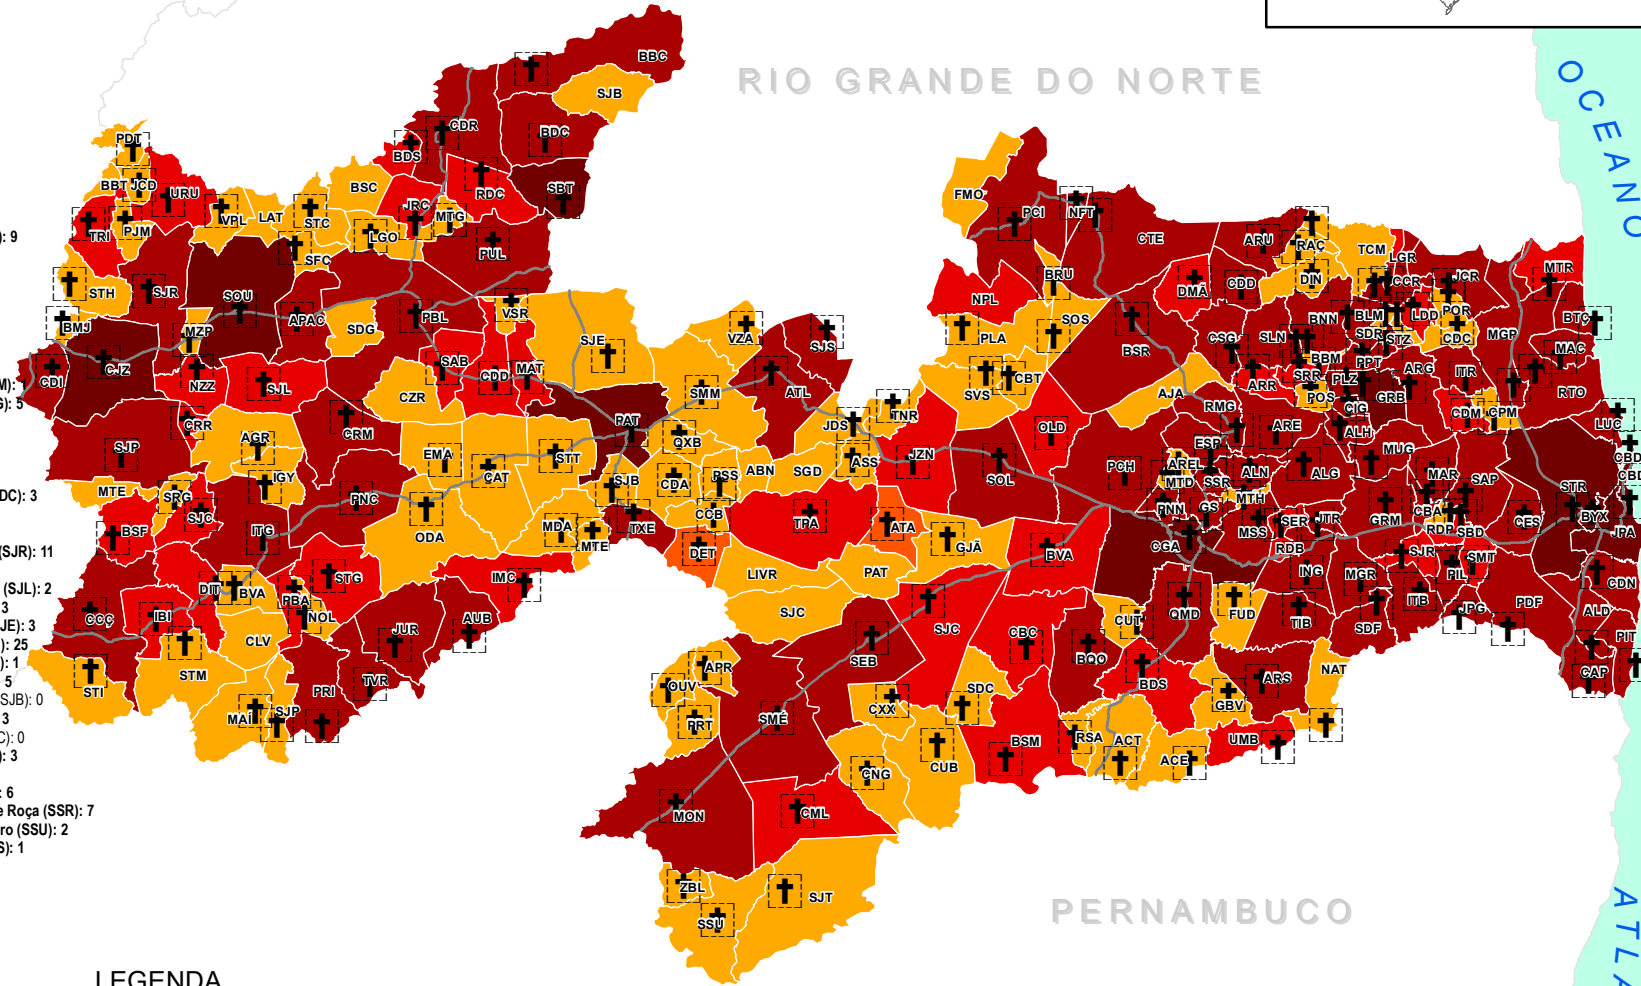 RIO GRANDE DO NORTE
OCEANO
BBC
SJB
CDR
BDC
BDS
SBT
RDC
PDT
BBT
JCD
URU
BSC
JRC
MTG
VPL
LAT
STC
LGO
TRI
PJM
SFC
PUL
): 9
STH
SJR
SOU
BMJ
MZP
APAC
SDG
PBL
VSR
SJE
VZA
SJS
CDI
CJZ
NZZ
SJL
SAB
CDD
MAT
ATL
M): 1
G): 5
CZR
SMM
CRR
CRM
PAT
JDS
TNR
SJP
AGR
EMA
CAT
STT
QXB
ASS
IGY
SJB
CDA
PSS
ABN
SGD
JZN
DC): 3
MTE
SRG
SJC
PNC
CCB
BSF
ITG
ODA
MDA
MTE
TXE
TPA
ATA
DET
(SJR): 11
(SJL): 2
3
JE): 3
): 25
): 1
5
SJB): 0
3
C): 0
): 3
: 6
e Roça (SSR): 7
ro (SSU): 2
S): 1
STG
IMC
LIVR
PAT
GJÃ
BVA
DIT
BVA
PBA
NOL
CCC
IBI
CLV
JUR
AUB
SJC
STI
STM
PRI
TVR
MAÍ
SJP
FMO
PCI
NFT
CTE
ARU
RAÇ
TCM
LGR
DIN
CCR
JCR
MTR
BRU
DMA
CDD
NPL
SOS
BNN
BLM
LDD
POR
BTC
PLA
BSR
CSG
SLN
SDR
STZ
CDC
MGP
MAC
BBM
PPT
SVS
CBT
ARR
SRR
PLZ
ARG
ITR
RTO
AJA
RMG
POS
CIG
GRB
CDM
CPM
OLD
ESP
ARE
ALH
LUC
SOL
PCH
AREL
MTD
SSR
ALN
ALG
MUG
MAR
SAP
CBD
CBD
MTH
STR
BYX
PNN
GS
MSS
SER
JTR
GRM
CBA
RDP
SBD
CES
JPA
CGA
RDB
SJR
SMT
PIL
ING
MGR
ITB
CDN
SJC
CBC
CUT
QMD
FUD
TIB
SDF
JPG
PDF
ALD
SEB
BQO
PIT
APR
BDS
ARS
NAT
CAP
OUV
SDC
GBV
PRT
SMÉ
CXX
BSM
RSA
ACT
ACE
UMB
CNG
CUB
MON
CML
ZBL
SJT
SSU
PERNAMBUCO
ATLA
LEGENDA